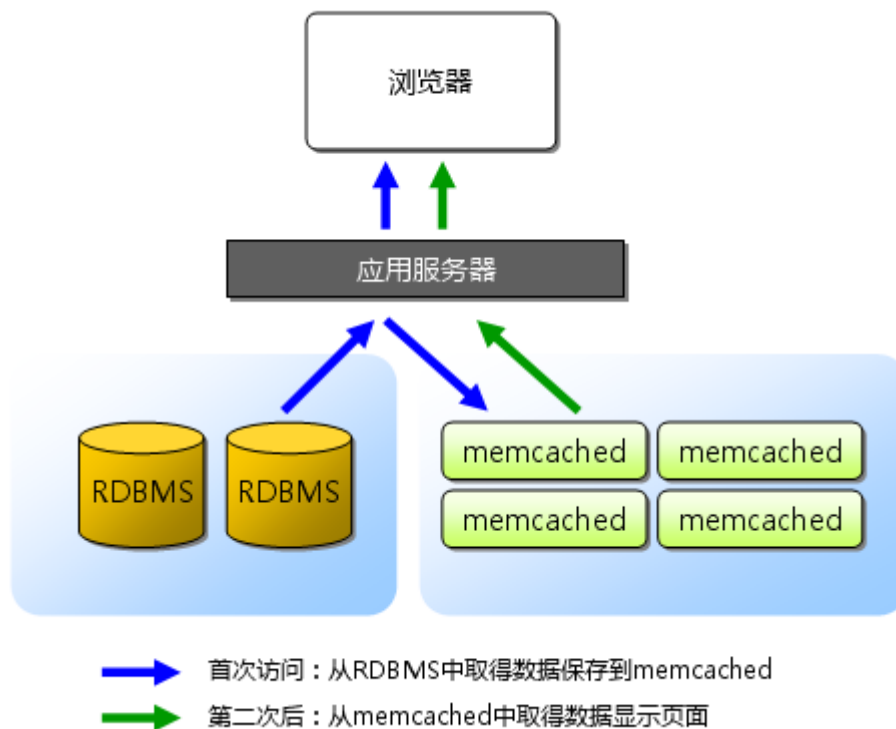 浏览器
应用服务器
RDBMS
RDBMS
memcached
memcached
memcached
memcached
首次访问：从RDBMS中取得数据保存到memcached
第二次后：从memcached中取得数据显示页面